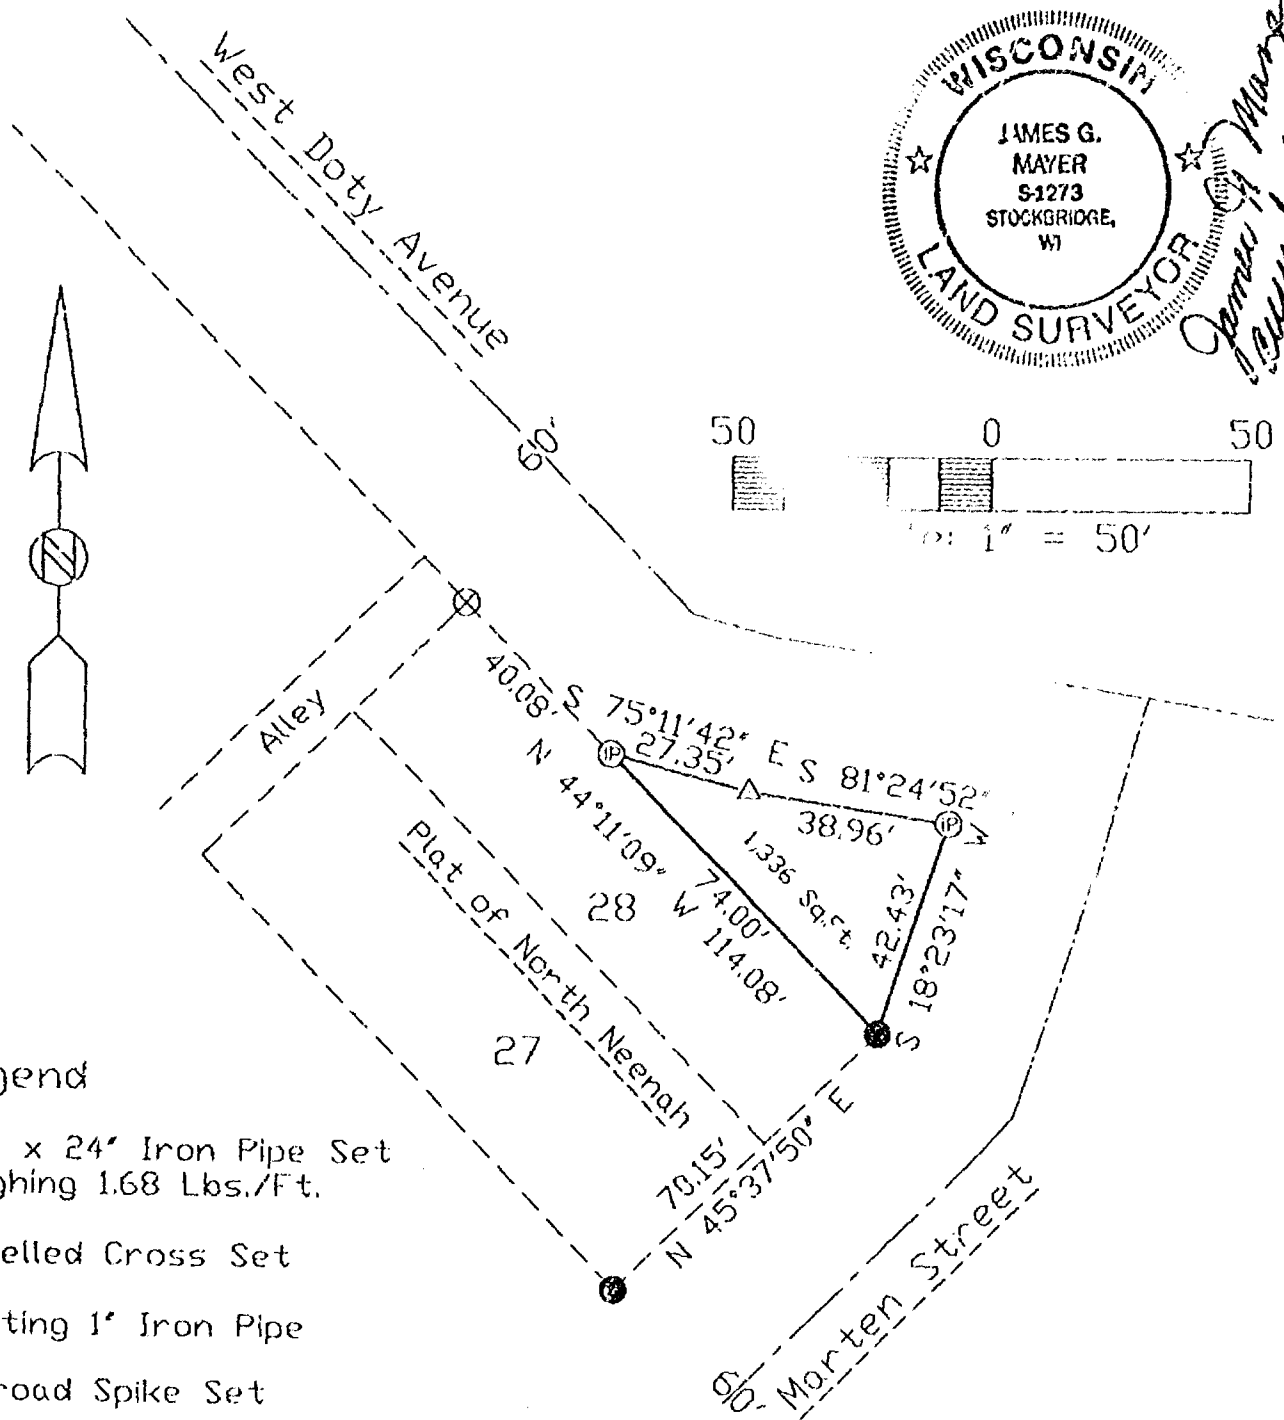 West Doty Avenue
60'
WISCONSIN
JAMES G.
MAYER
S-1273
STOCKBRIDGE,
WI
LAND SURVEYOR
50 0 50
1" = 50'
N
Alley
40.08'
S 75°11'42" E
27.35'
S 81°24'52"
38.96'
IP
IP
W
N 44°11'09" W 114.08'
74.00'
1,336 Sq.Ft.
42.43'
S 18°23'17"
28
Plat of North Neenah
27
70.15'
N 45°37'50" E
Morten Street
60'
gend
x 24" Iron Pipe Set
ghing 1.68 Lbs./Ft.
elled Cross Set
ting 1" Iron Pipe
road Spike Set